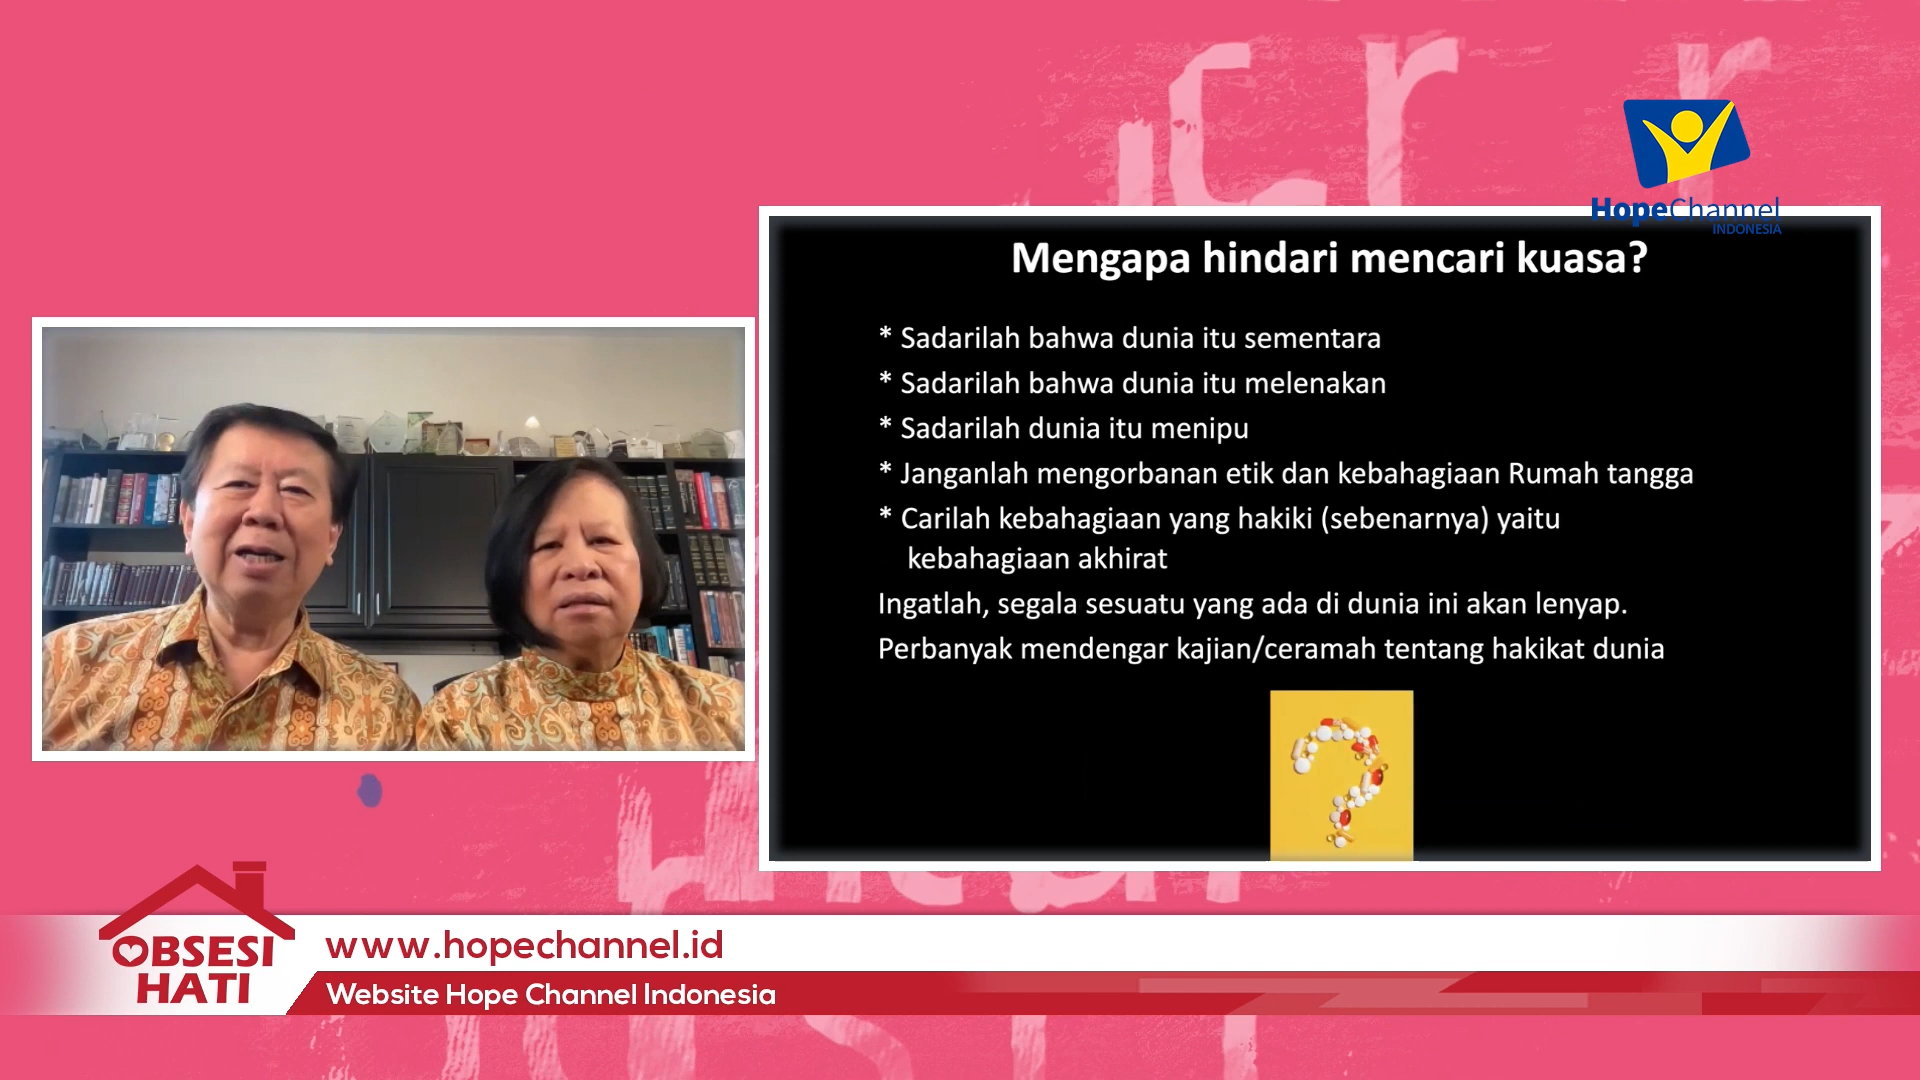 HopeChannel
INDONESIA
Mengapa hindari mencari kuasa?
* Sadarilah bahwa dunia itu sementara
* Sadarilah bahwa dunia itu melenakan
* Sadarilah dunia itu menipu
* Janganlah mengorbanan etik dan kebahagiaan Rumah tangga
* Carilah kebahagiaan yang hakiki (sebenarnya) yaitu
kebahagiaan akhirat
Ingatlah, segala sesuatu yang ada di dunia ini akan lenyap.
Perbanyak mendengar kajian/ceramah tentang hakikat dunia
OBSESI
HATI
www.hopechannel.id
Website Hope Channel Indonesia